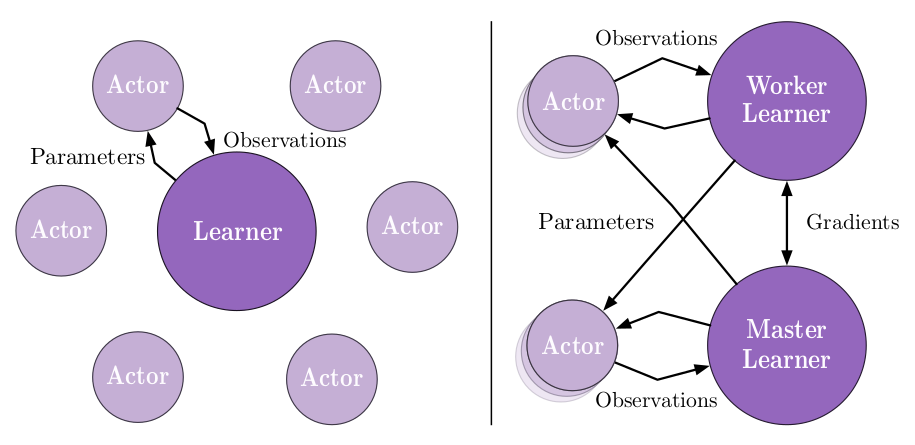 Actor
Actor
Observations
Parameters
Actor
Learner
Actor
Actor
Actor
Observations
Actor
Worker
Learner
Parameters
Gradients
Actor
Master
Learner
Observations